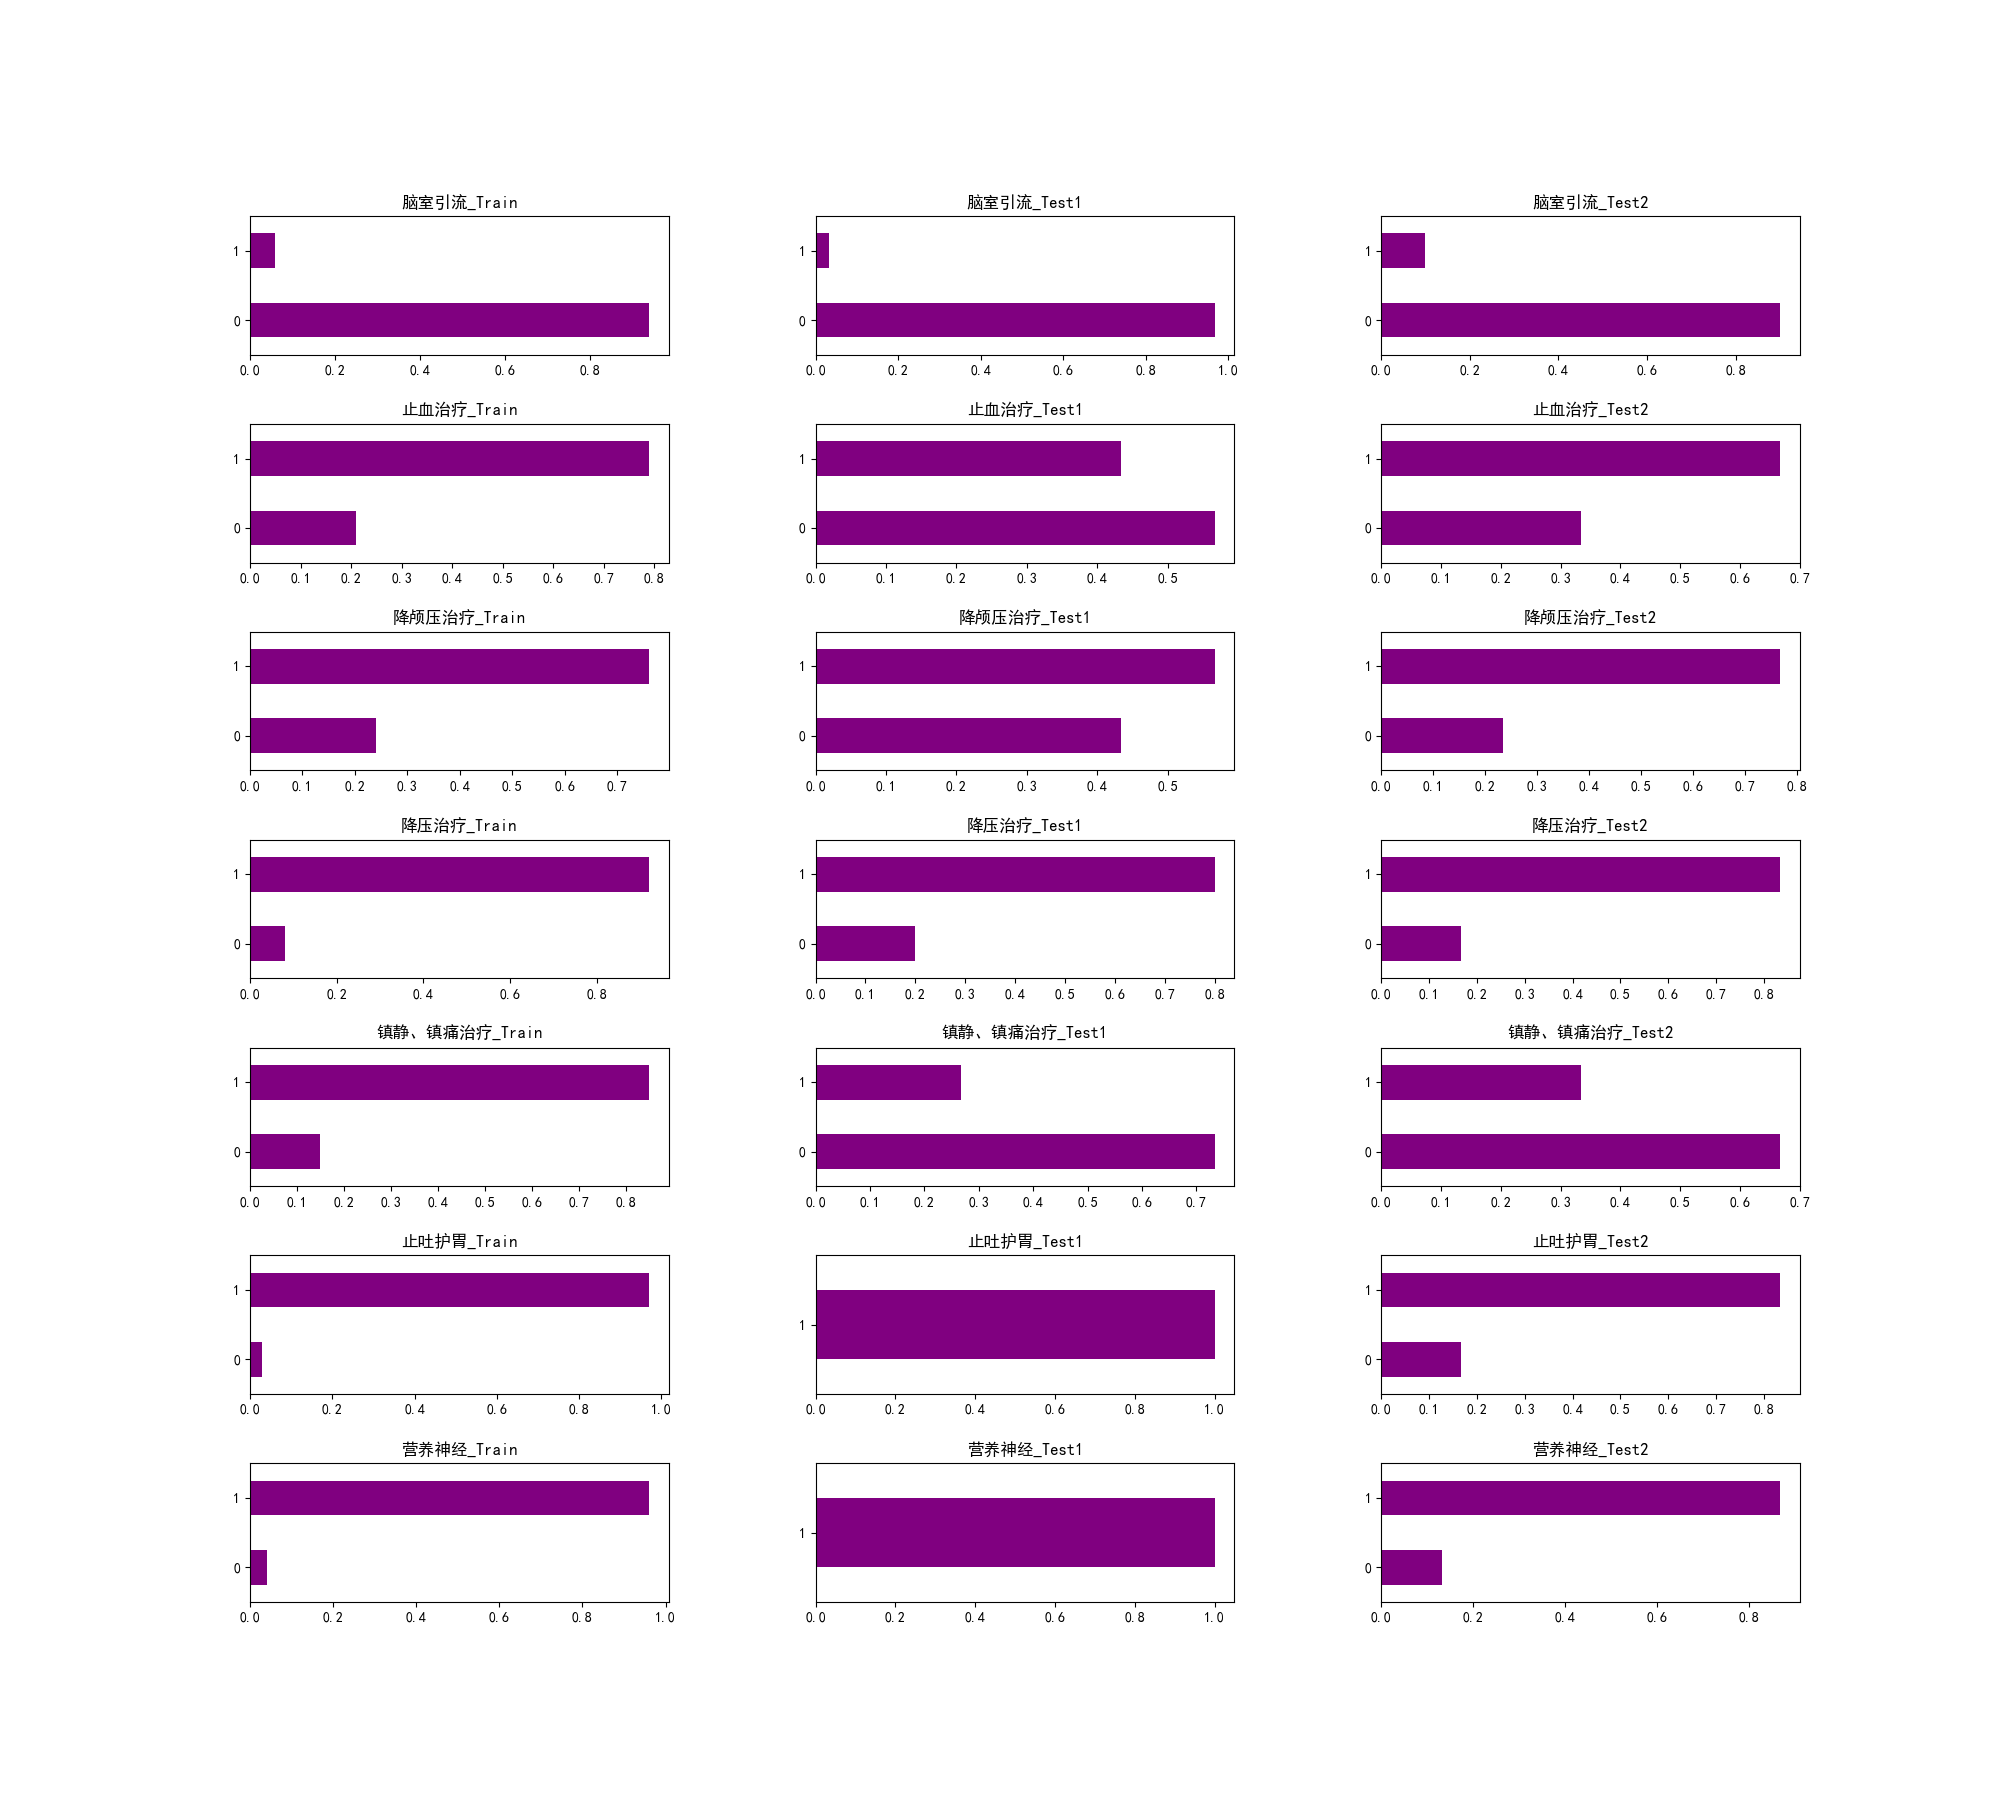 脑室引流_Train 脑室引流_Test1 脑室引流_Test2
1 1 1
0 0 0
0.0 0.2 0.4 0.6 0.8 0.0 0.2 0.4 0.6 0.8 1.0 0.0 0.2 0.4 0.6 0.8
止血治疗_Train 止血治疗_Test1 止血治疗_Test2
1 1 1
0 0 0
0.0 0.1 0.2 0.3 0.4 0.5 0.6 0.7 0.8 0.0 0.1 0.2 0.3 0.4 0.5 0.0 0.1 0.2 0.3 0.4 0.5 0.6 0.7
降颅压治疗_Train 降颅压治疗_Test1 降颅压治疗_Test2
1 1 1
0 0 0
0.0 0.1 0.2 0.3 0.4 0.5 0.6 0.7 0.0 0.1 0.2 0.3 0.4 0.5 0.0 0.1 0.2 0.3 0.4 0.5 0.6 0.7 0.8
降压治疗_Train 降压治疗_Test1 降压治疗_Test2
1 1 1
0 0 0
0.0 0.2 0.4 0.6 0.8 0.0 0.1 0.2 0.3 0.4 0.5 0.6 0.7 0.8 0.0 0.1 0.2 0.3 0.4 0.5 0.6 0.7 0.8
镇静、镇痛治疗_Train 镇静、镇痛治疗_Test1 镇静、镇痛治疗_Test2
1 1 1
0 0 0
0.0 0.1 0.2 0.3 0.4 0.5 0.6 0.7 0.8 0.0 0.1 0.2 0.3 0.4 0.5 0.6 0.7 0.0 0.1 0.2 0.3 0.4 0.5 0.6 0.7
止吐护胃_Train 止吐护胃_Test1 止吐护胃_Test2
1 1 1
0 0
0.0 0.2 0.4 0.6 0.8 1.0 0.0 0.2 0.4 0.6 0.8 1.0 0.0 0.1 0.2 0.3 0.4 0.5 0.6 0.7 0.8
营养神经_Train 营养神经_Test1 营养神经_Test2
1 1 1
0 0
0.0 0.2 0.4 0.6 0.8 1.0 0.0 0.2 0.4 0.6 0.8 1.0 0.0 0.2 0.4 0.6 0.8